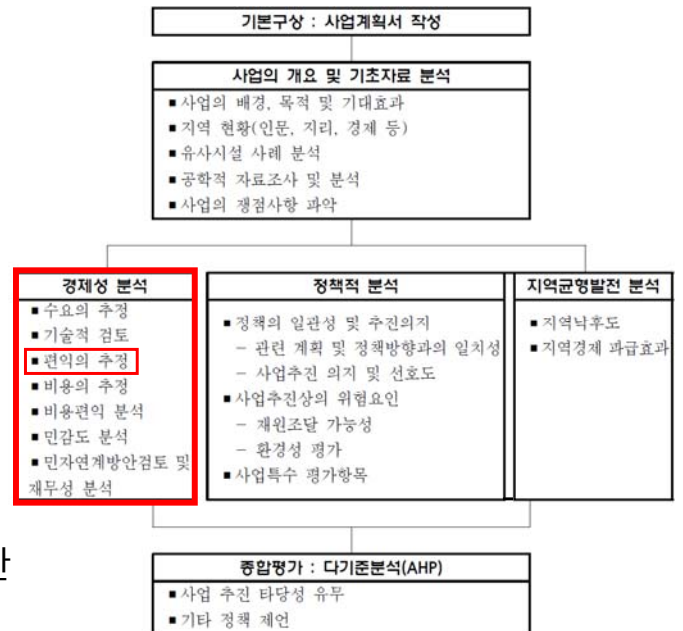 기본구상 : 사업계획서 작성
사업의 개요 및 기초자료 분석
▪사업의 배경, 목적 및 기대효과
▪지역 현황(인문, 지리, 경제 등)
▪유사시설 사례 분석
▪공학적 자료조사 및 분석
▪사업의 쟁점사항 파악
경제성 분석
▪수요의 추정
▪기술적 검토
▪편익의 추정
▪비용의 추정
▪비용편익 분석
▪민감도 분석
▪민자연계방안검토 및
재무성 분석
정책적 분석
▪정책의 일관성 및 추진의지
− 관련 계획 및 정책방향과의 일치성
− 사업추진 의지 및 선호도
▪사업추진상의 위험요인
− 재원조달 가능성
− 환경성 평가
▪사업특수 평가항목
지역균형발전 분석
▪지역낙후도
▪지역경제 파급효과
종합평가 : 다기준분석(AHP)
▪사업 추진 타당성 유무
▪기타 정책 제언